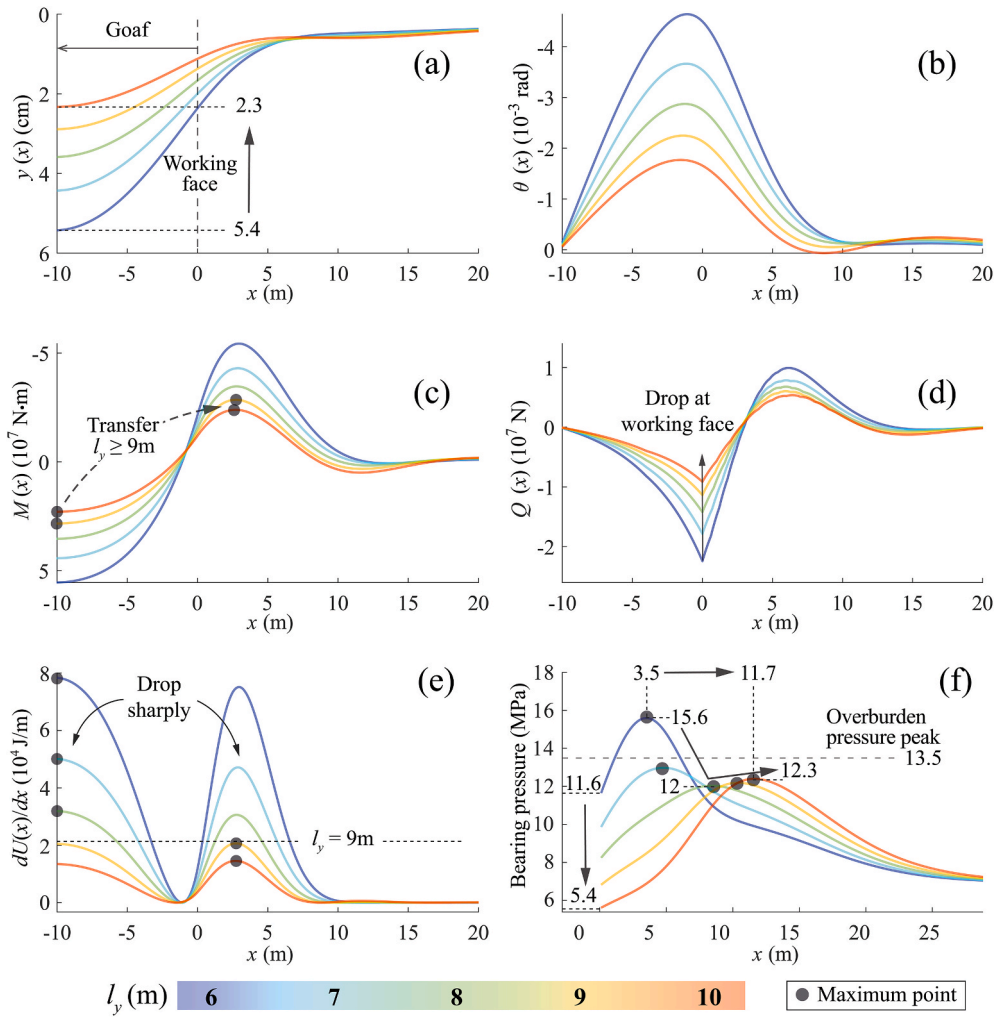 0
2
4
6
y (x) (cm)
Goaf
(a)
2.3
Working
face
5.4
-10 -5 0 5 10 15 20
x (m)
-4
-3
-2
-1
0
θ (x) (10⁻³ rad)
(b)
-10 -5 0 5 10 15 20
x (m)
-5
0
5
M (x) (10⁷ N·m)
(c)
Transfer
l_y ≥ 9m
-10 -5 0 5 10 15 20
x (m)
1
0
-1
-2
Q (x) (10⁷ N)
(d)
Drop at
working face
-10 -5 0 5 10 15 20
x (m)
8
6
4
2
0
dU(x)/dx (10⁴ J/m)
(e)
Drop
sharply
l_y = 9m
-10 -5 0 5 10 15 20
x (m)
18
16
14
12
10
8
6
Bearing pressure (MPa)
3.5 11.7
(f)
15.6
Overburden
pressure peak
13.5
12.3
11.6
12
5.4
0 5 10 15 20 25
x (m)
l_y (m) 6 7 8 9 10
Maximum point